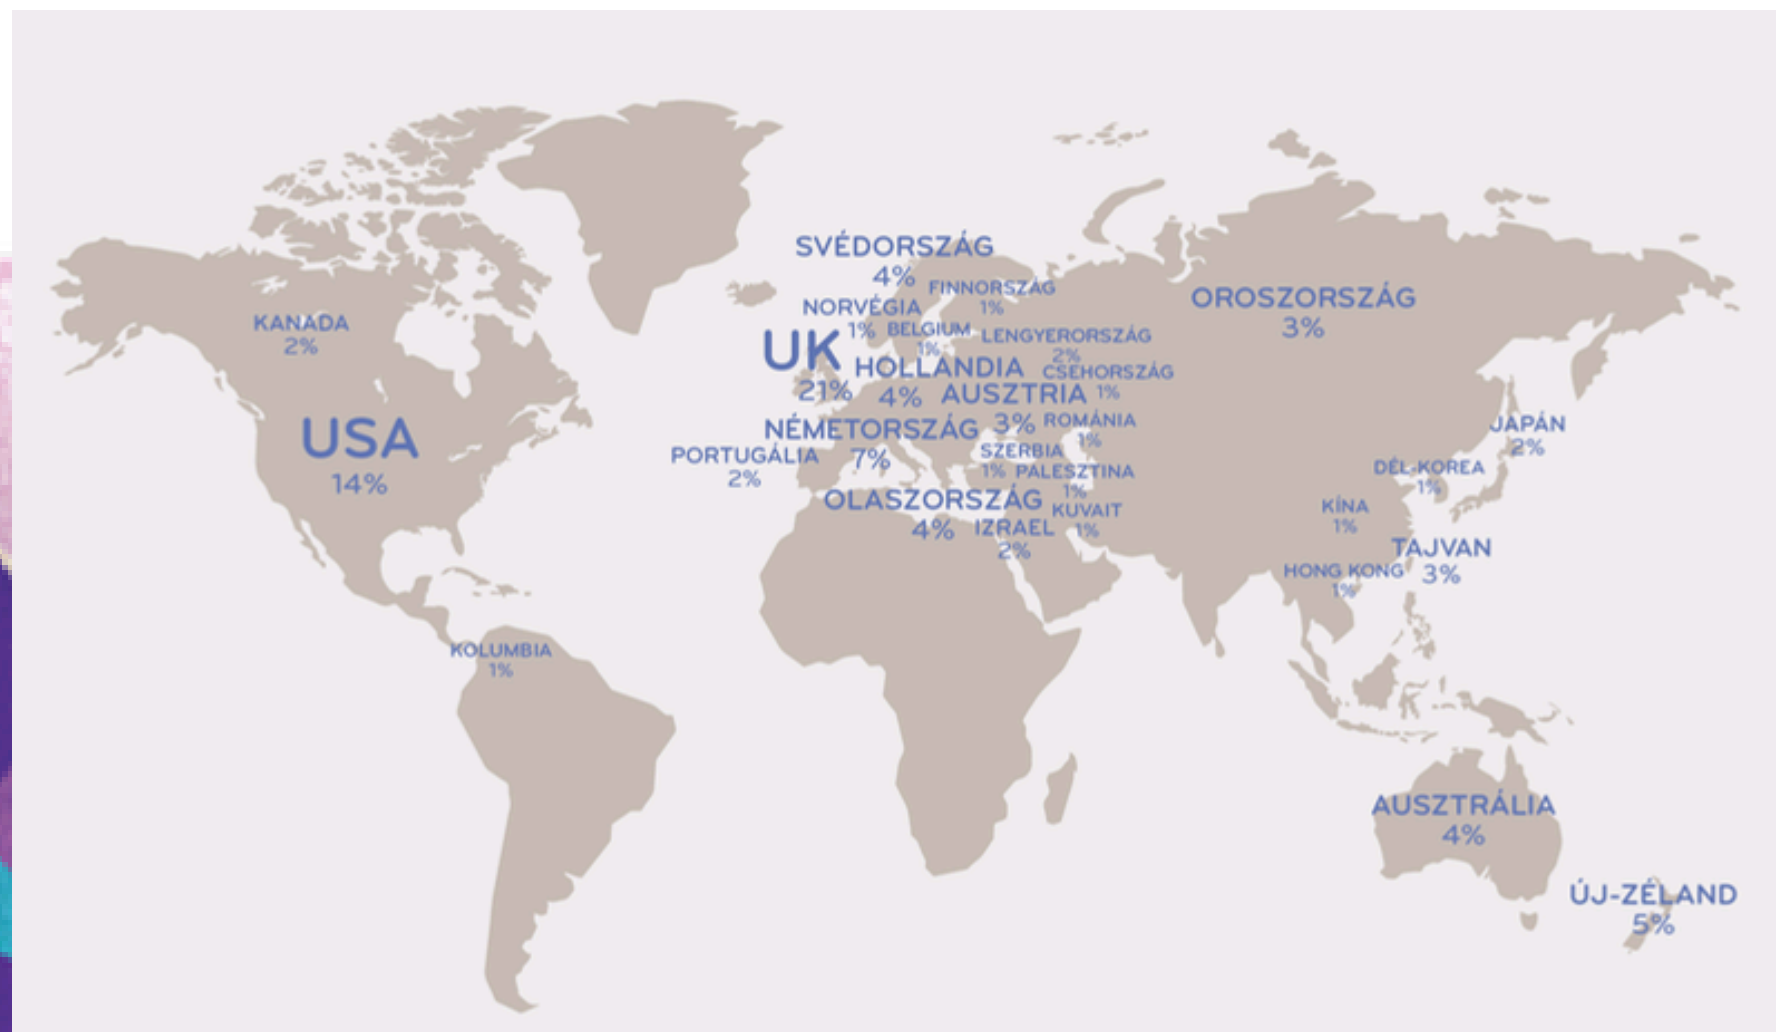 SVÉDORSZÁG
4%
FINNORSZÁG
1%
OROSZORSZÁG
3%
NORVÉGIA
1%
BELGIUM
1%
LENGYERORSZÁG
2%
KANADA
2%
UK
21%
HOLLANDIA
4%
CSEHORSZÁG
1%
AUSZTRIA
3%
USA
14%
NÉMETORSZÁG
7%
ROMÁNIA
1%
JAPÁN
2%
PORTUGÁLIA
2%
SZERBIA
1%
PALESZTINA
1%
DÉL-KOREA
1%
OLASZORSZÁG
4%
KUVAIT
1%
IZRAEL
2%
KÍNA
1%
TAJVAN
3%
HONG KONG
1%
KOLUMBIA
1%
AUSZTRÁLIA
4%
ÚJ-ZÉLAND
5%